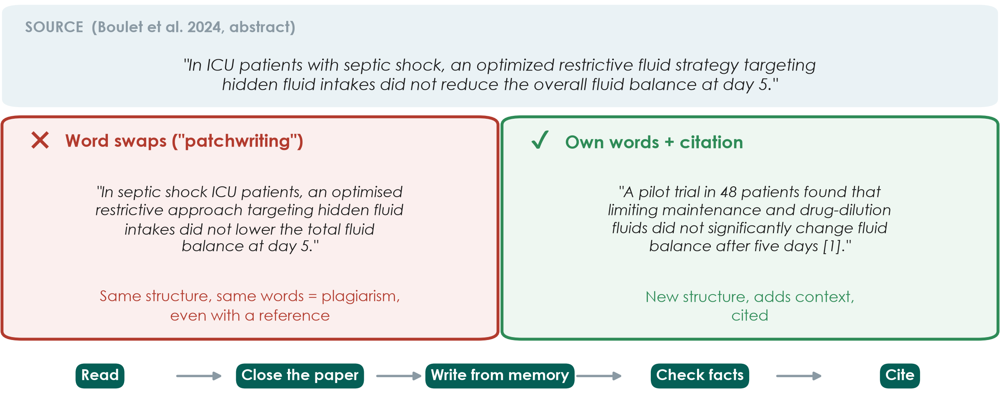 SOURCE (Boulet et al. 2024, abstract)
"In ICU patients with septic shock, an optimized restrictive fluid strategy targeting
hidden fluid intakes did not reduce the overall fluid balance at day 5."
✕ Word swaps ("patchwriting")
"In septic shock ICU patients, an optimised
restrictive approach targeting hidden fluid
intakes did not lower the total fluid
balance at day 5."
Same structure, same words = plagiarism,
even with a reference
✓ Own words + citation
"A pilot trial in 48 patients found that
limiting maintenance and drug-dilution
fluids did not significantly change fluid
balance after five days [1]."
New structure, adds context,
cited
Read
Close the paper
Write from memory
Check facts
Cite